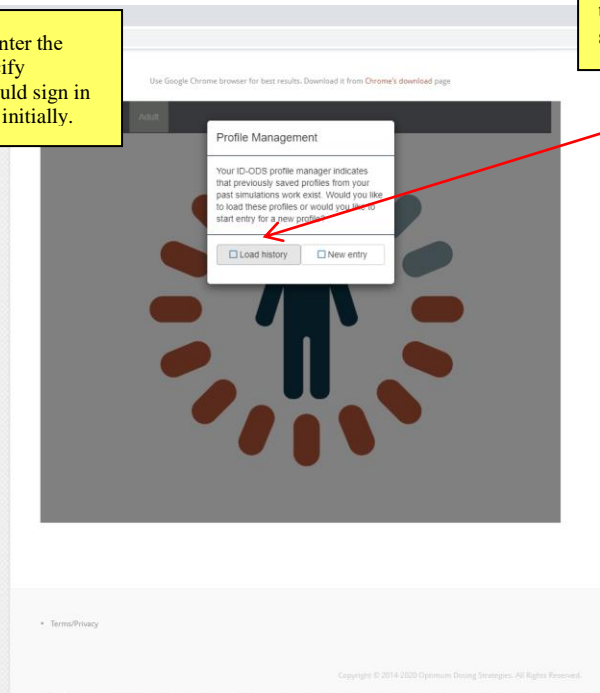 nter the
ify
uld sign in
initially.
Use Google Chrome browser for best results. Download it from Chrome's download page
Adult
Profile Management
Your ID-ODS profile manager indicates
that previously saved profiles from your
past simulations work exist. Would you like
to load these profiles or would you like to
start entry for a new profile?
Load history New entry
• Terms/Privacy
Copyright © 2014-2020 Optimum Dosing Strategies. All Rights Reserved.